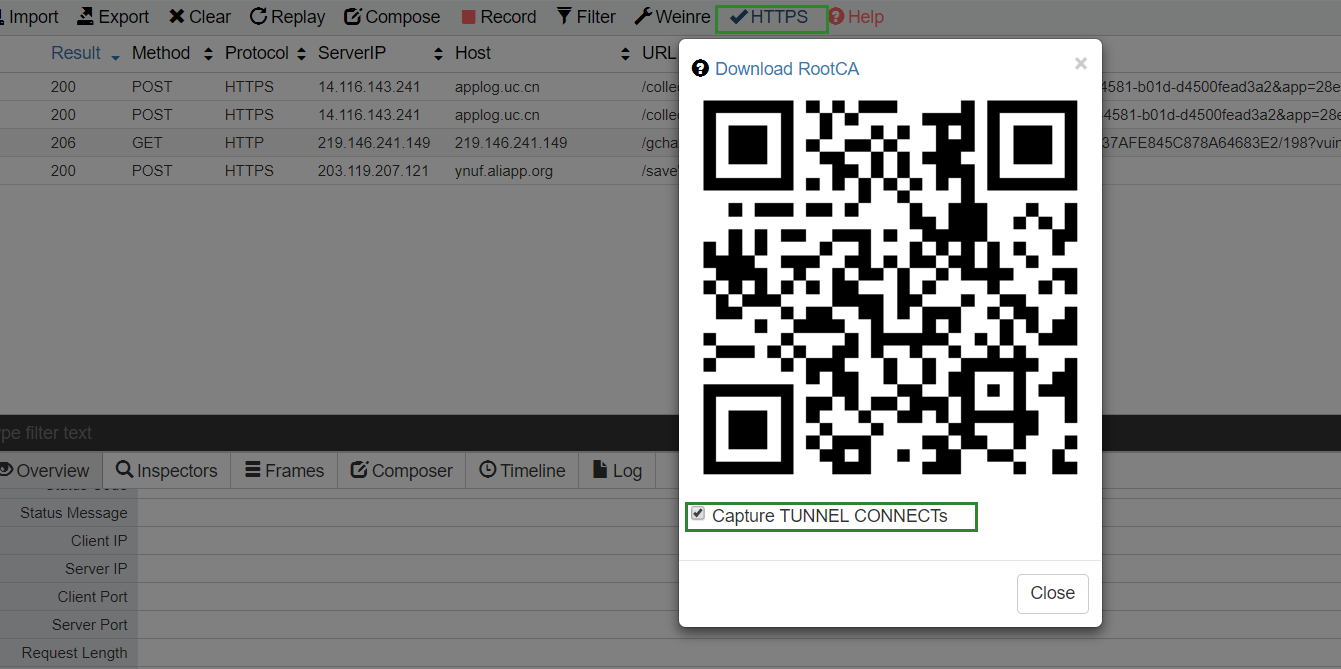 Import Export Clear Replay Compose Record Filter Weinre HTTPS Help
Result Method Protocol ServerIP Host URL
Download RootCA ×
200 POST HTTPS 14.116.143.241 applog.uc.cn /colle 4581-b01d-d4500fead3a2&app=28e
200 POST HTTPS 14.116.143.241 applog.uc.cn /colle 4581-b01d-d4500fead3a2&app=28e
206 GET HTTP 219.146.241.149 219.146.241.149 /gcha 37AFE845C878A64683E2/198?vuin
200 POST HTTPS 203.119.207.121 ynuf.aliapp.org /save
pe filter text
Overview Inspectors Frames Composer Timeline Log
Status Code
Status Message
Capture TUNNEL CONNECTs
Client IP
Server IP
Client Port
Close
Server Port
Request Length